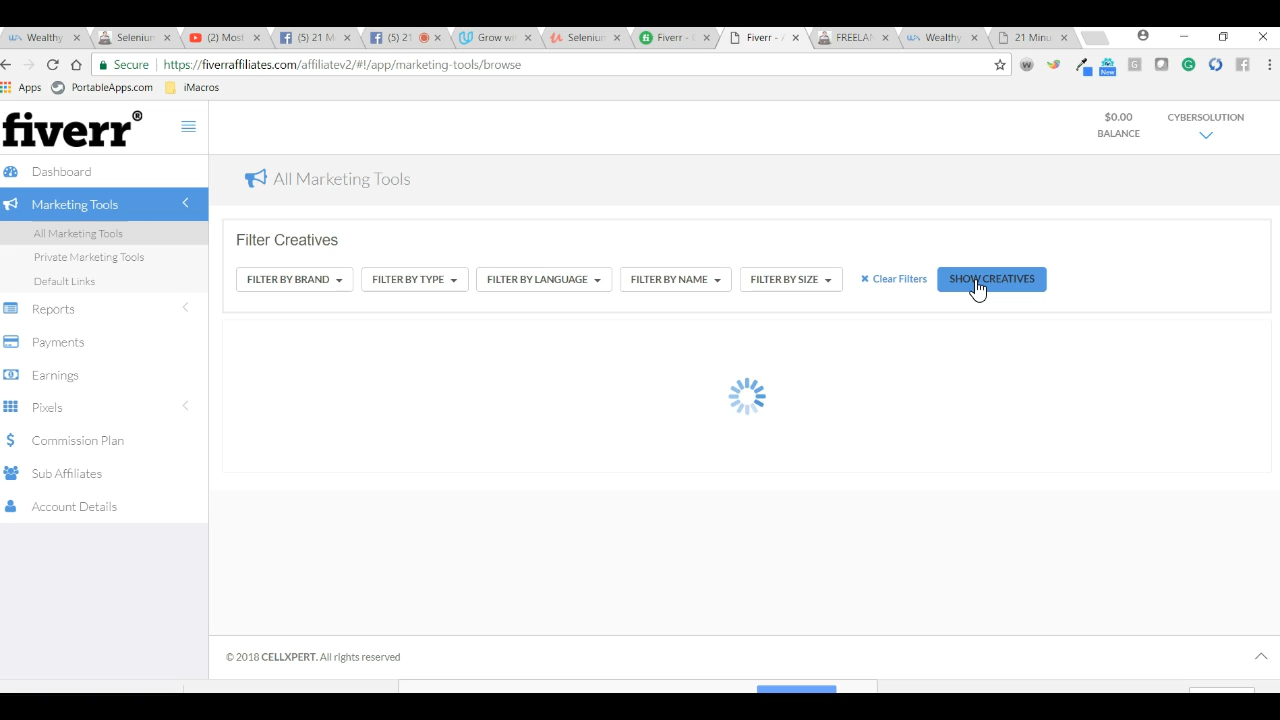 Wealthy
Selenium
(2) Most
(5) 21 M
(5) 21
Grow wi
Selenium
Fiverr -
Fiverr - A
FREELAN
Wealthy
21 Minu
Secure
https://fiverraffiliates.com/affiliatev2/#!/app/marketing-tools/browse
New
Apps
PortableApps.com
iMacros
fiverr®
$0.00
BALANCE
CYBERSOLUTION
Dashboard
Marketing Tools
All Marketing Tools
Private Marketing Tools
Default Links
Reports
Payments
Earnings
Pixels
Commission Plan
Sub Affiliates
Account Details
All Marketing Tools
Filter Creatives
FILTER BY BRAND
FILTER BY TYPE
FILTER BY LANGUAGE
FILTER BY NAME
FILTER BY SIZE
Clear Filters
SHOW CREATIVES
© 2018 CELLXPERT. All rights reserved